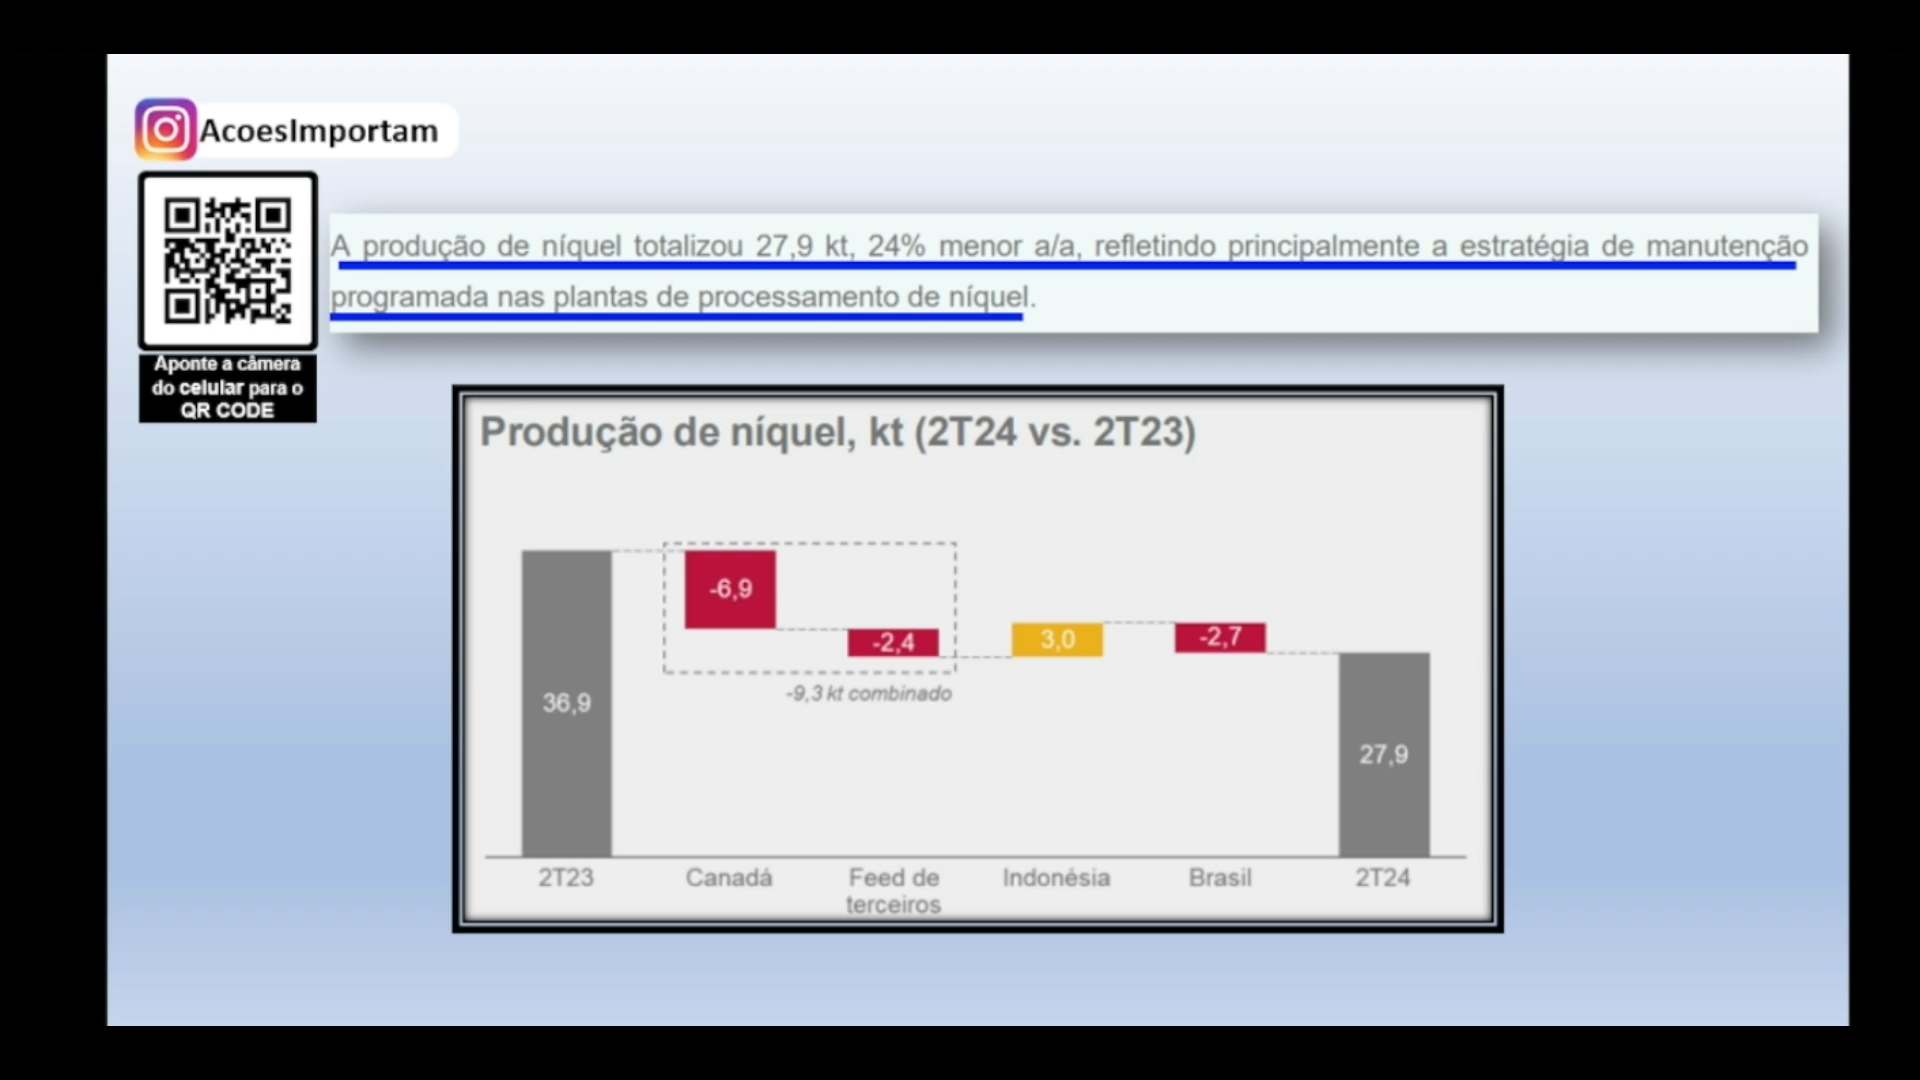 AcoesImportam
Aponte a câmera
do celular para o
QR CODE
A produção de níquel totalizou 27,9 kt, 24% menor a/a, refletindo principalmente a estratégia de manutenção
programada nas plantas de processamento de níquel.
Produção de níquel, kt (2T24 vs. 2T23)
36,9
-6,9
-2,4
-9,3 kt combinado
3,0
-2,7
27,9
2T23
Canadá
Feed de
terceiros
Indonésia
Brasil
2T24